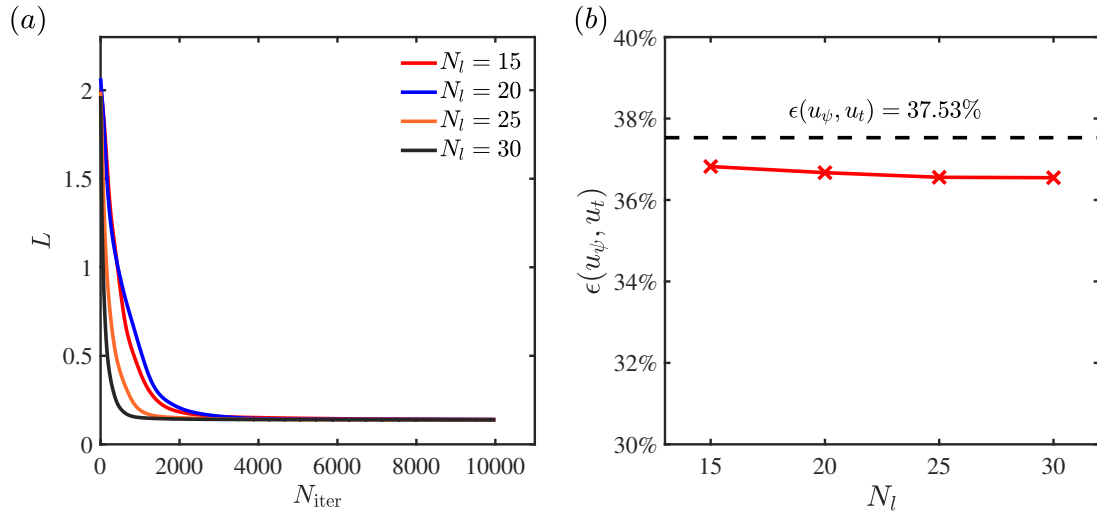 (a)
L
2
1.5
1
0.5
0
0 2000 4000 6000 8000 10000
N_iter
N_l = 15
N_l = 20
N_l = 25
N_l = 30
(b)
ϵ(u_ψ, u_t)
40%
38%
36%
34%
32%
30%
ϵ(u_ψ, u_t) = 37.53%
15 20 25 30
N_l